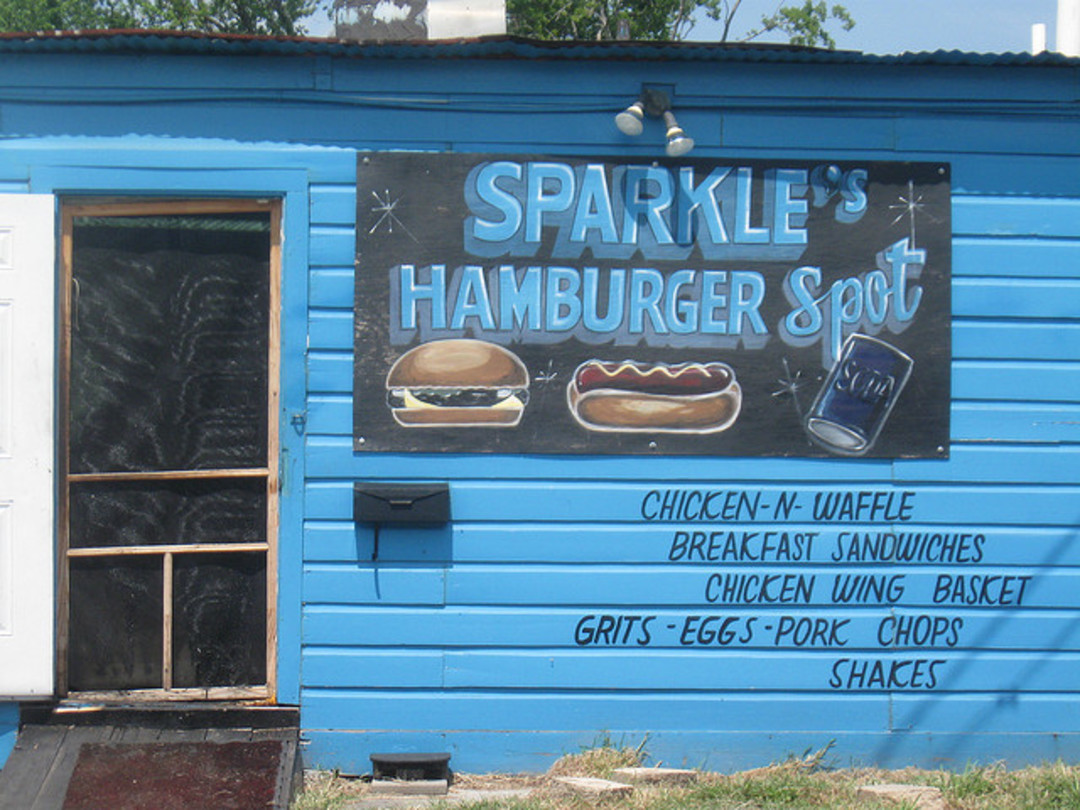 SPARKLE'S
HAMBURGER Spot
SODA
CHICKEN-N-WAFFLE
BREAKFAST SANDWICHES
CHICKEN WING BASKET
GRITS-EGGS-PORK CHOPS
SHAKES